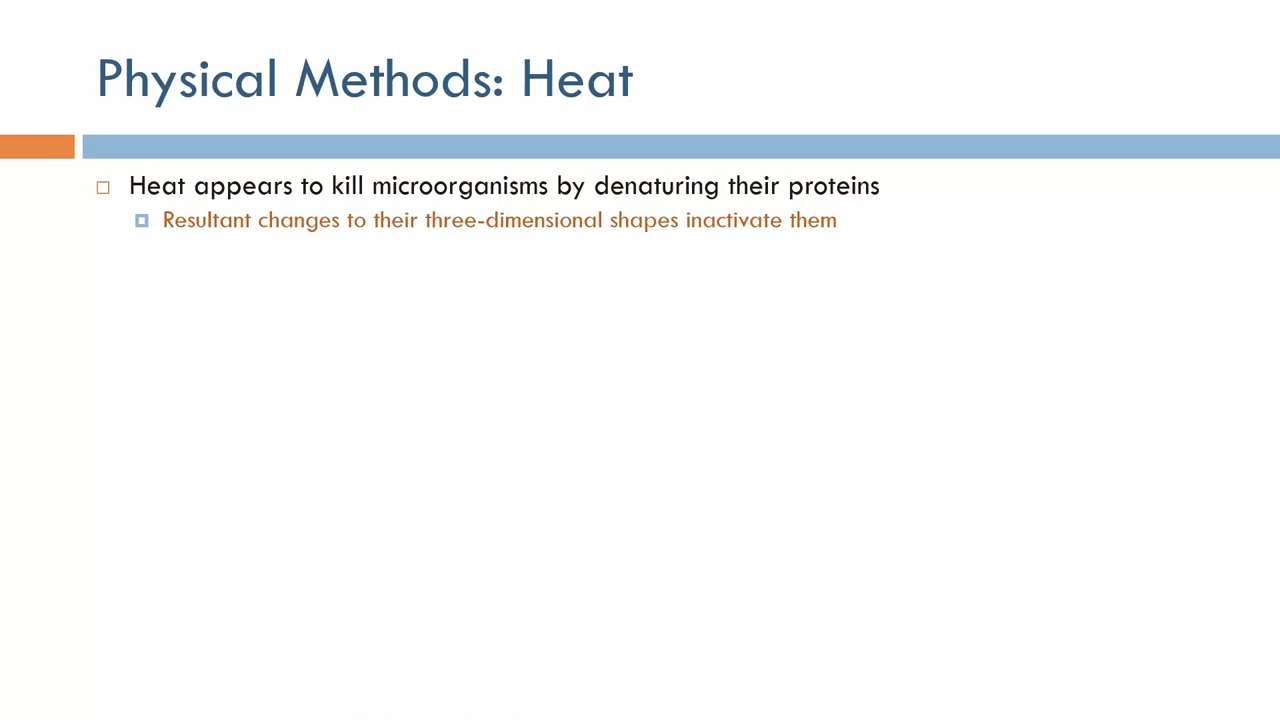 Physical Methods: Heat
Heat appears to kill microorganisms by denaturing their proteins
Resultant changes to their three-dimensional shapes inactivate them